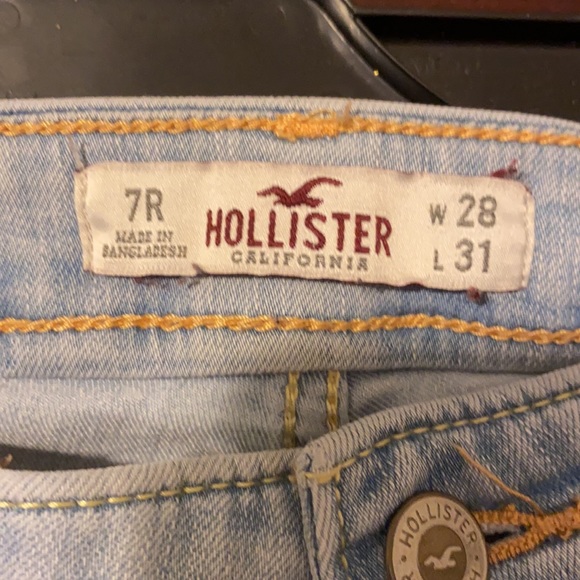 7R
MADE IN
BANGLADESH
HOLLISTER
CALIFORNIA
W 28
L 31
HOLLISTER